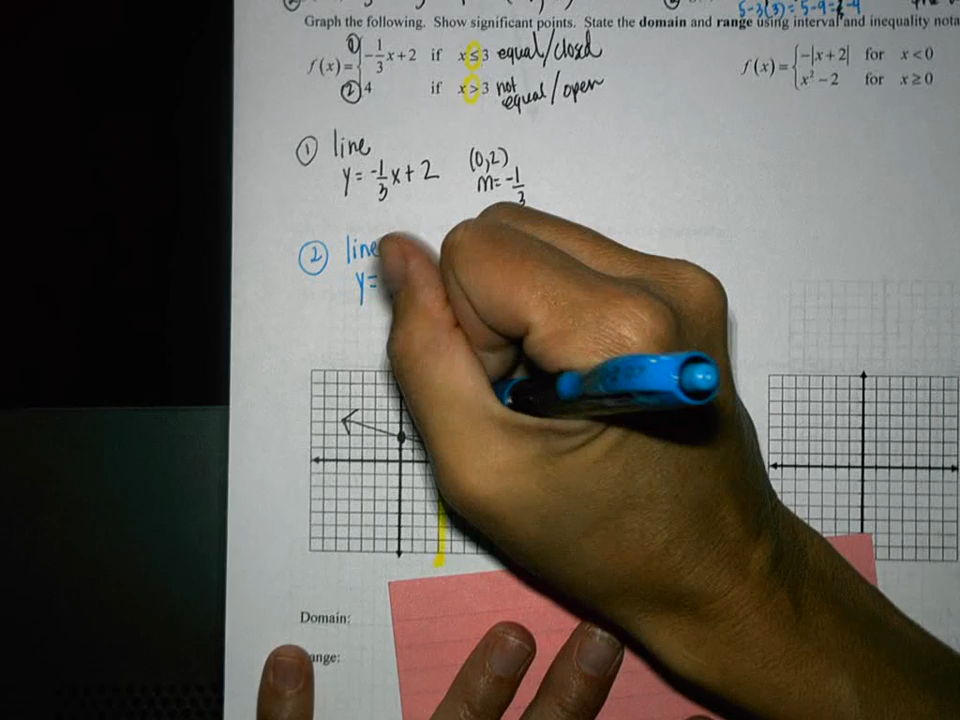 5-3(3)=5-9=-4
Graph the following. Show significant points. State the domain and range using interval and inequality nota
① -1/3x+2 if x≤3 equal/closed
f(x)=
② 4 if x>3 not equal/open
f(x)= -|x+2| for x<0
x²-2 for x≥0
① line
y=-1/3x+2
(0,2)
m=-1/3
② line
y=
Domain:
ange: